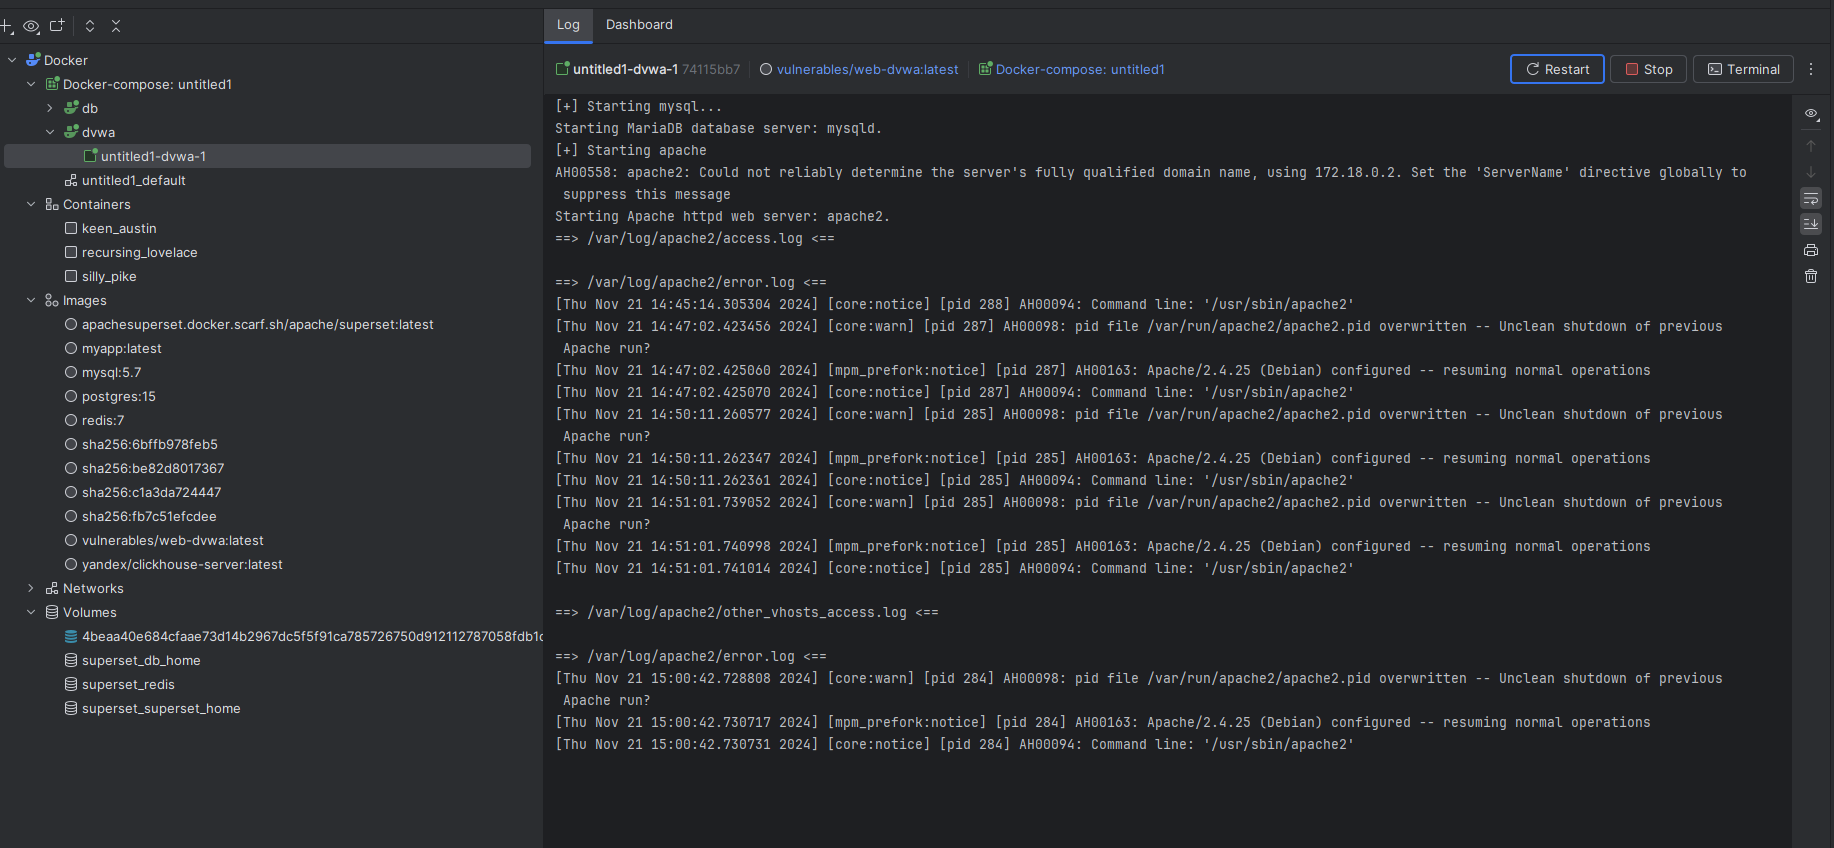 Docker
Docker-compose: untitled1
db
dvwa
untitled1-dvwa-1
untitled1_default
Containers
keen_austin
recursing_lovelace
silly_pike
Images
apachesuperset.docker.scarf.sh/apache/superset:latest
myapp:latest
mysql:5.7
postgres:15
redis:7
sha256:6bffb978feb5
sha256:be82d8017367
sha256:c1a3da724447
sha256:fb7c51efcdee
vulnerables/web-dvwa:latest
yandex/clickhouse-server:latest
Networks
Volumes
4beaa40e684cfaae73d14b2967dc5f5f91ca785726750d912112787058fdb1c
superset_db_home
superset_redis
superset_superset_home
Log Dashboard
untitled1-dvwa-1 74115bb7 vulnerables/web-dvwa:latest Docker-compose: untitled1 Restart Stop Terminal
[+] Starting mysql...
Starting MariaDB database server: mysqld.
[+] Starting apache
AH00558: apache2: Could not reliably determine the server's fully qualified domain name, using 172.18.0.2. Set the 'ServerName' directive globally to
suppress this message
Starting Apache httpd web server: apache2.
==> /var/log/apache2/access.log <==
==> /var/log/apache2/error.log <==
[Thu Nov 21 14:45:14.305304 2024] [core:notice] [pid 288] AH00094: Command line: '/usr/sbin/apache2'
[Thu Nov 21 14:47:02.423456 2024] [core:warn] [pid 287] AH00098: pid file /var/run/apache2/apache2.pid overwritten -- Unclean shutdown of previous
Apache run?
[Thu Nov 21 14:47:02.425060 2024] [mpm_prefork:notice] [pid 287] AH00163: Apache/2.4.25 (Debian) configured -- resuming normal operations
[Thu Nov 21 14:47:02.425070 2024] [core:notice] [pid 287] AH00094: Command line: '/usr/sbin/apache2'
[Thu Nov 21 14:50:11.260577 2024] [core:warn] [pid 285] AH00098: pid file /var/run/apache2/apache2.pid overwritten -- Unclean shutdown of previous
Apache run?
[Thu Nov 21 14:50:11.262347 2024] [mpm_prefork:notice] [pid 285] AH00163: Apache/2.4.25 (Debian) configured -- resuming normal operations
[Thu Nov 21 14:50:11.262361 2024] [core:notice] [pid 285] AH00094: Command line: '/usr/sbin/apache2'
[Thu Nov 21 14:51:01.739052 2024] [core:warn] [pid 285] AH00098: pid file /var/run/apache2/apache2.pid overwritten -- Unclean shutdown of previous
Apache run?
[Thu Nov 21 14:51:01.740998 2024] [mpm_prefork:notice] [pid 285] AH00163: Apache/2.4.25 (Debian) configured -- resuming normal operations
[Thu Nov 21 14:51:01.741014 2024] [core:notice] [pid 285] AH00094: Command line: '/usr/sbin/apache2'
==> /var/log/apache2/other_vhosts_access.log <==
==> /var/log/apache2/error.log <==
[Thu Nov 21 15:00:42.728808 2024] [core:warn] [pid 284] AH00098: pid file /var/run/apache2/apache2.pid overwritten -- Unclean shutdown of previous
Apache run?
[Thu Nov 21 15:00:42.730717 2024] [mpm_prefork:notice] [pid 284] AH00163: Apache/2.4.25 (Debian) configured -- resuming normal operations
[Thu Nov 21 15:00:42.730731 2024] [core:notice] [pid 284] AH00094: Command line: '/usr/sbin/apache2'